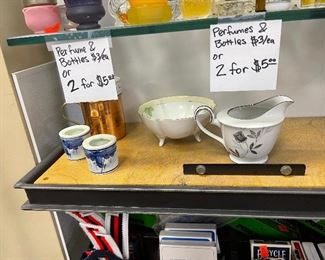 Perfume &
Bottles $3/ea
or
2 for $5.00
Perfumes &
Bottles $3/ea
or
2 for $5.00
BICYCLE